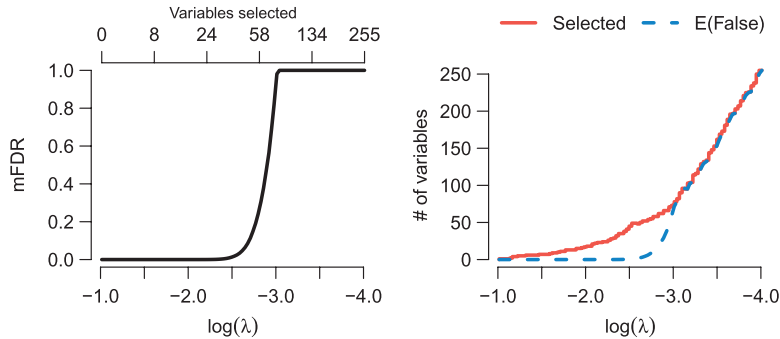 Variables selected
0 8 24 58 134 255
1.0
0.8
0.6
0.4
0.2
0.0
mFDR
−1.0 −2.0 −3.0 −4.0
log(λ)
Selected E(False)
250
200
150
100
50
0
# of variables
−1.0 −2.0 −3.0 −4.0
log(λ)